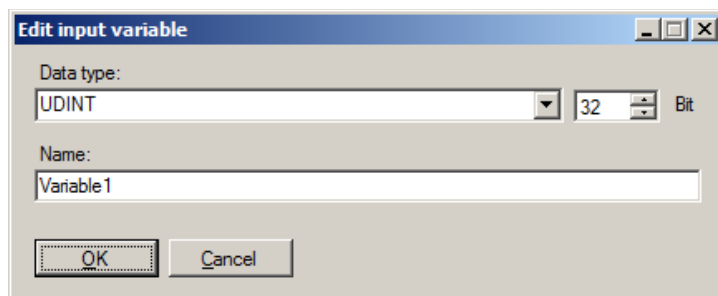 Edit input variable
Data type:
UDINT 32 Bit
Name:
Variable1
OK Cancel